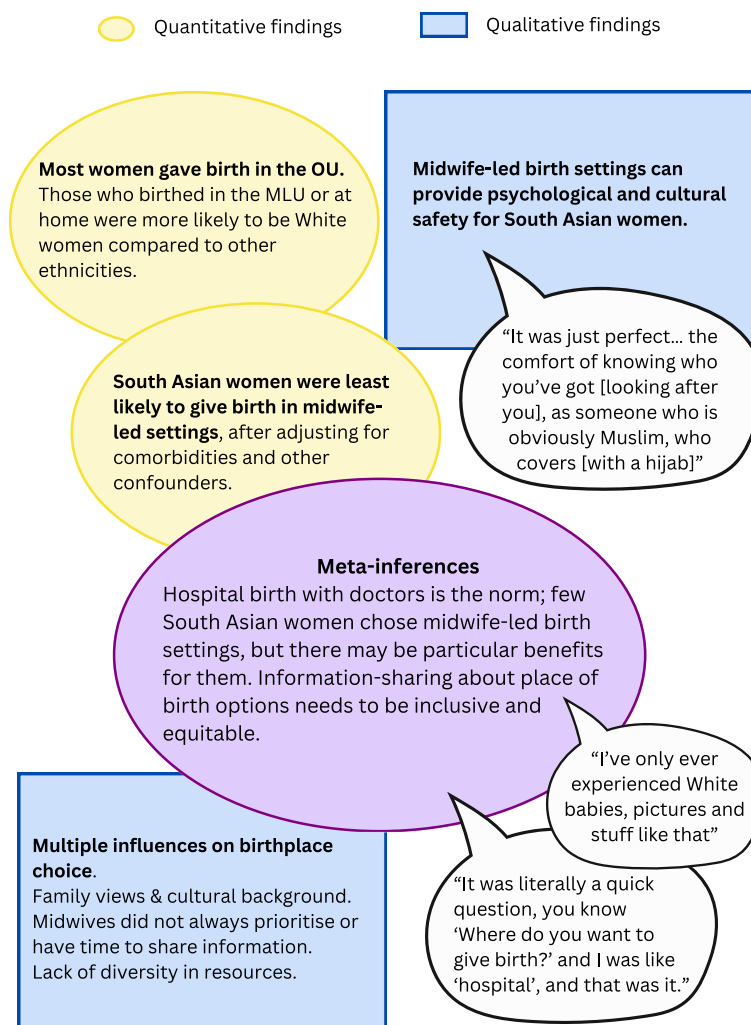 Quantitative findings
Qualitative findings
Most women gave birth in the OU.
Those who birthed in the MLU or at
home were more likely to be White
women compared to other
ethnicities.
Midwife-led birth settings can
provide psychological and cultural
safety for South Asian women.
“It was just perfect... the
comfort of knowing who
you’ve got [looking after
you], as someone who is
obviously Muslim, who
covers [with a hijab]”
South Asian women were least
likely to give birth in midwife-
led settings, after adjusting for
comorbidities and other
confounders.
Meta-inferences
Hospital birth with doctors is the norm; few
South Asian women chose midwife-led birth
settings, but there may be particular benefits
for them. Information-sharing about place of
birth options needs to be inclusive and
equitable.
“I’ve only ever
experienced White
babies, pictures and
stuff like that”
Multiple influences on birthplace
choice.
Family views & cultural background.
Midwives did not always prioritise or
have time to share information.
Lack of diversity in resources.
“It was literally a quick
question, you know
‘Where do you want to
give birth?’ and I was like
‘hospital’, and that was it.”